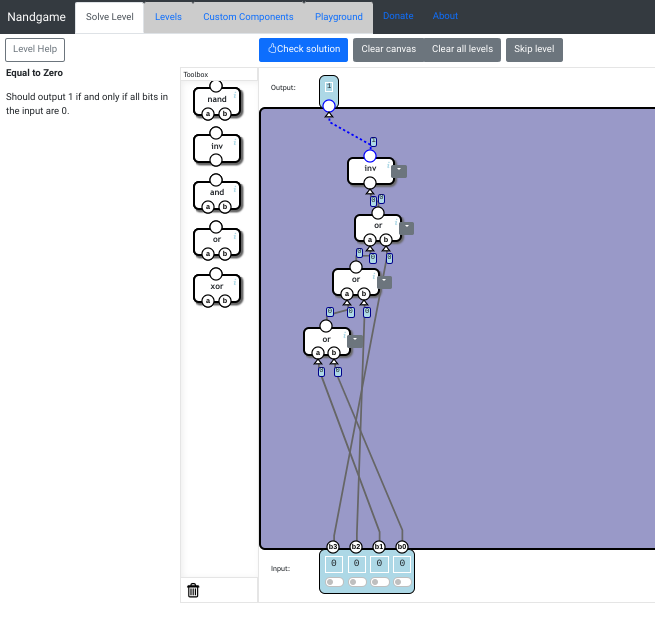 Nandgame
Solve Level
Levels
Custom Components
Playground
Donate
About
Level Help
Check solution
Clear canvas
Clear all levels
Skip level
Equal to Zero
Should output 1 if and only if all bits in
the input are 0.
Toolbox
nand
a b
inv
and
a b
or
a b
xor
a b
Output:
1
inv
0 0
or
a b
0 0 0
or
a b
0 0 0
or
a b
0 0
b3 b2 b1 b0
Input:
0 0 0 0